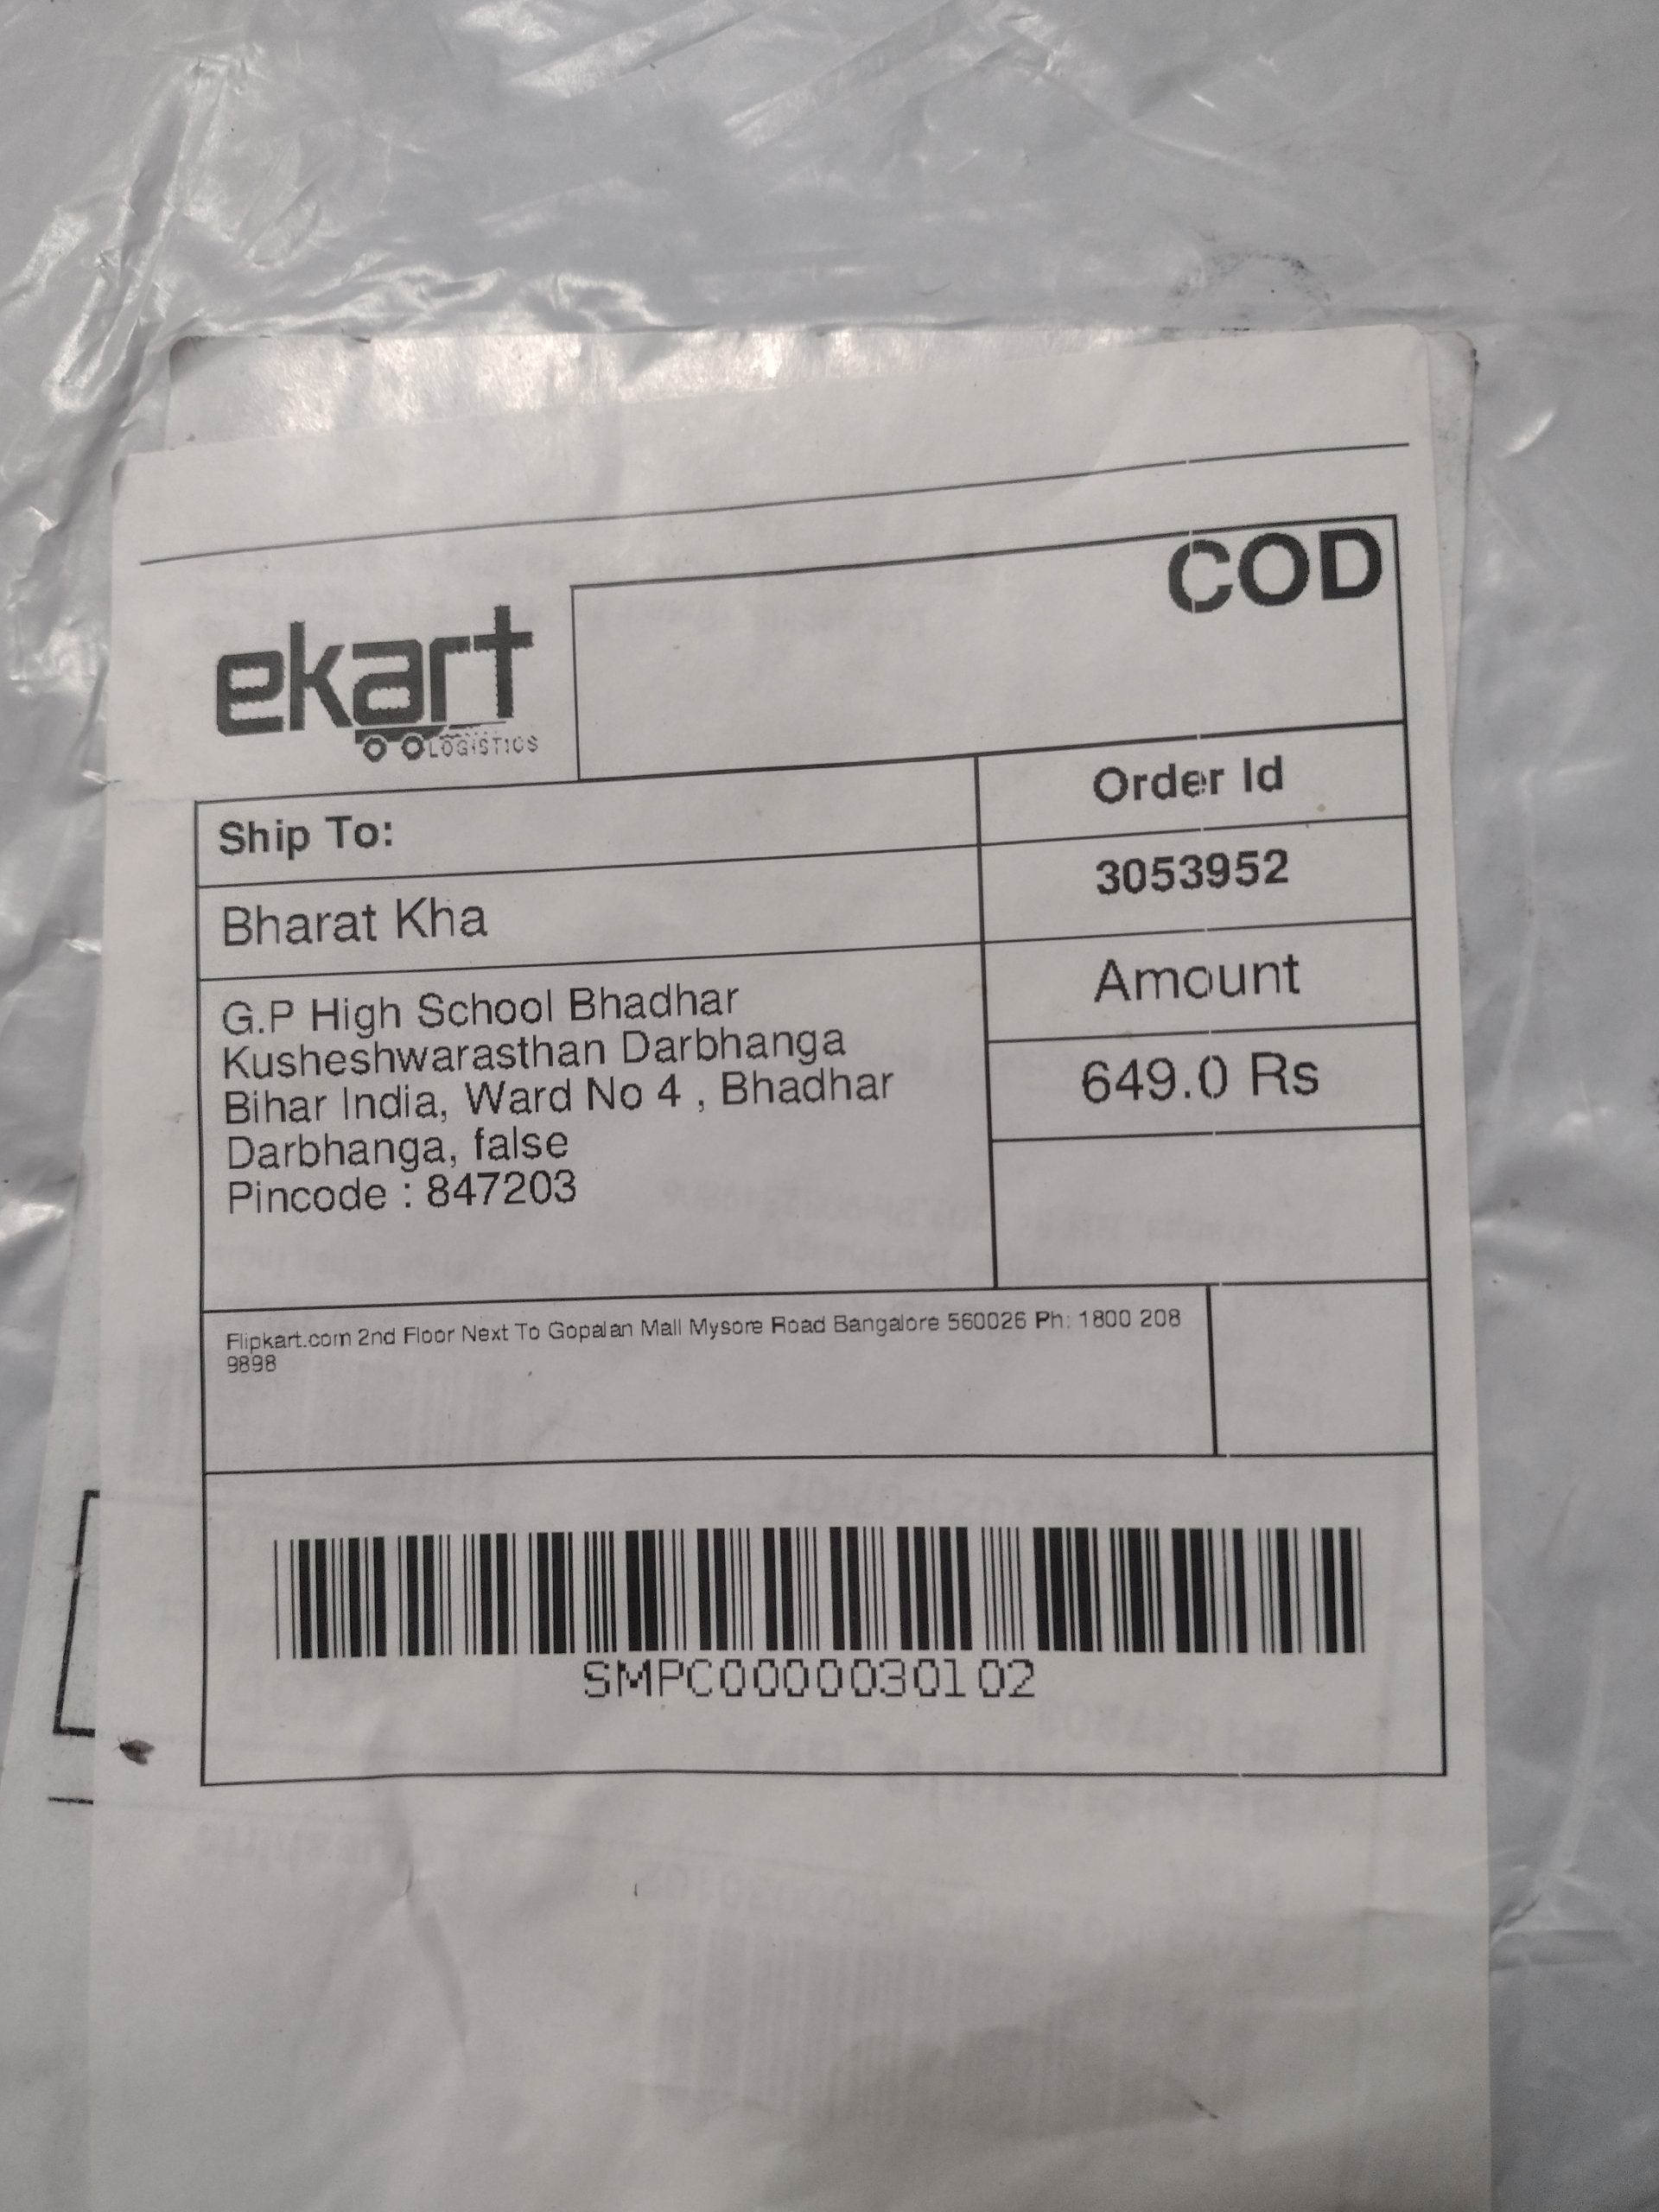 COD
ekart
LOGISTICS
Ship To:
Order Id
Bharat Kha
3053952
G.P High School Bhadhar
Kusheshwarasthan Darbhanga
Bihar India, Ward No 4 , Bhadhar
Darbhanga, false
Pincode : 847203
Amount
649.0 Rs
Flipkart.com 2nd Floor Next To Gopalan Mall Mysore Road Bangalore 560026 Ph: 1800 208
9898
SMPC0000030102